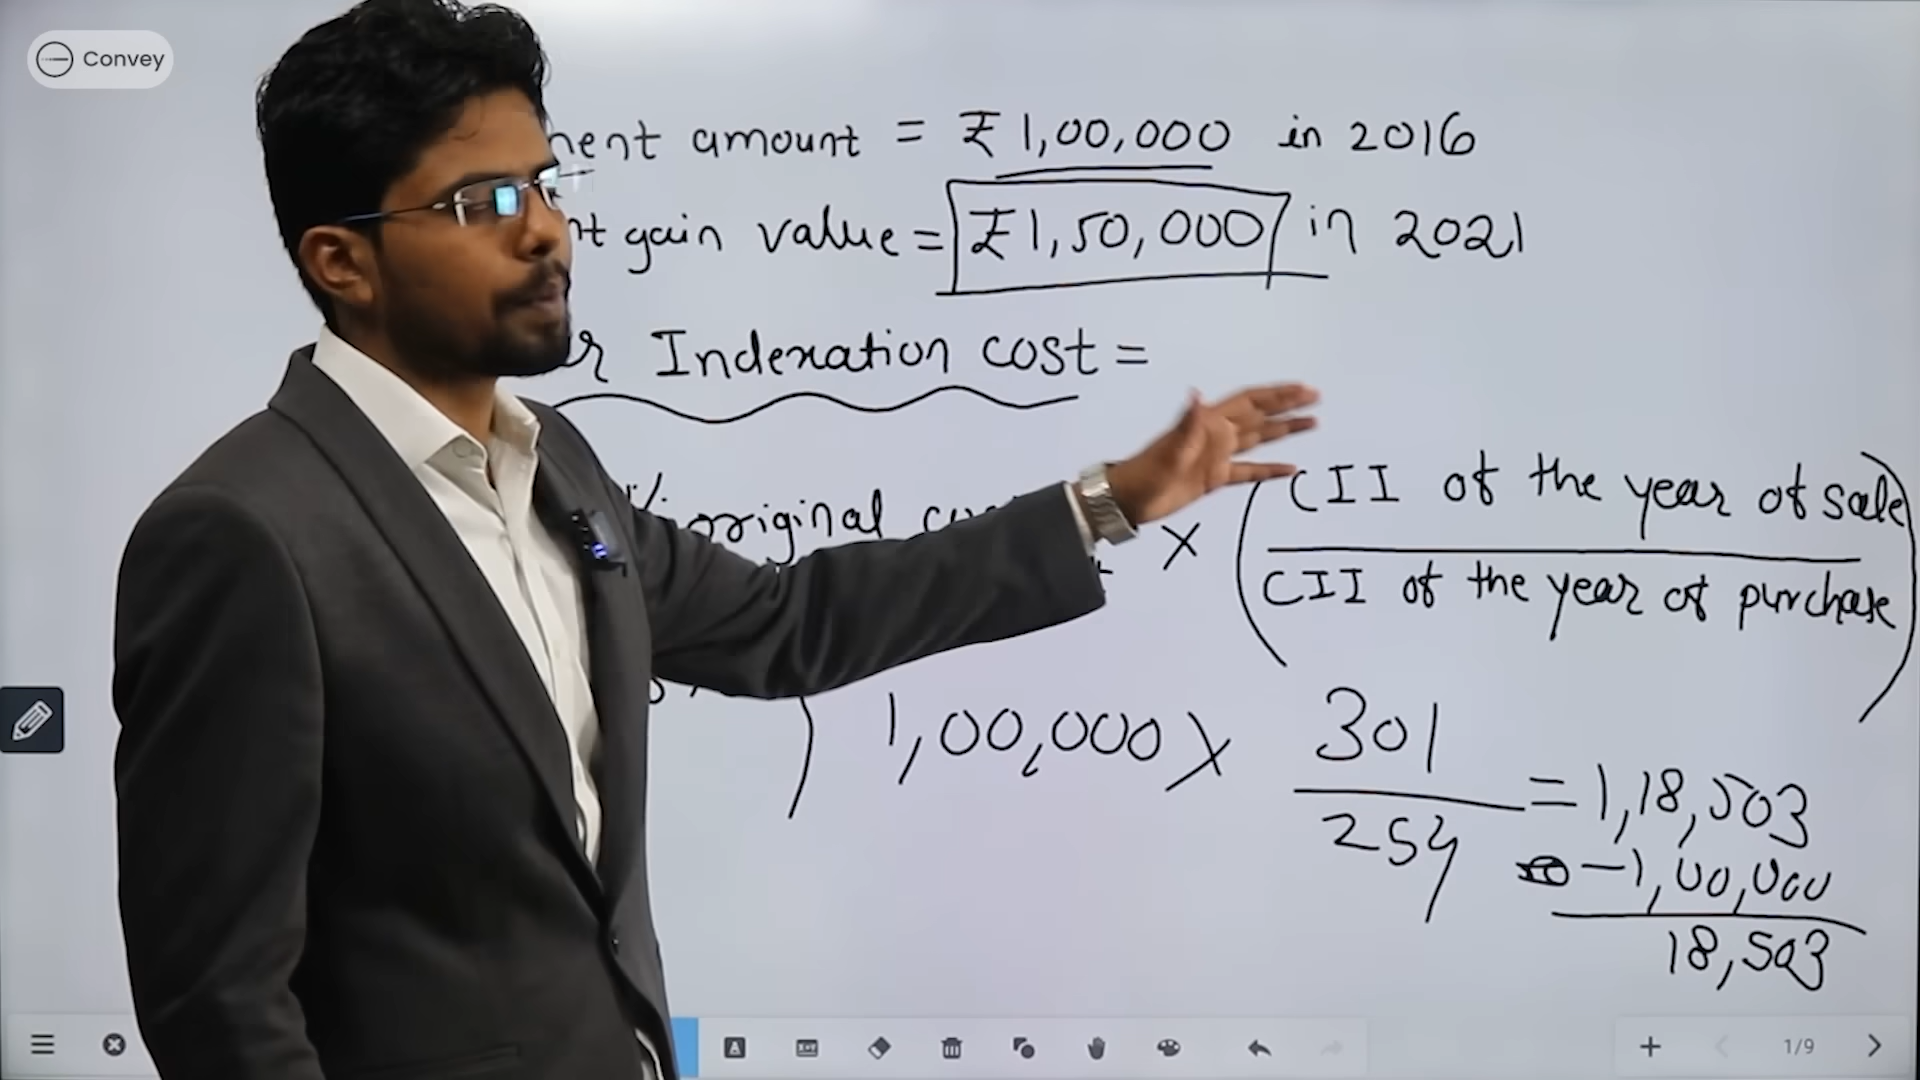 Convey
amount = ₹ 1,00,000 in 2016
gain value = ₹ 1,50,000 in 2021
Indexation cost =
original
× (CII of the year of sale
CII of the year of purchase)
) 1,00,000 × 301
254
= 1,18,503
- 1,00,000
18,503
1/9